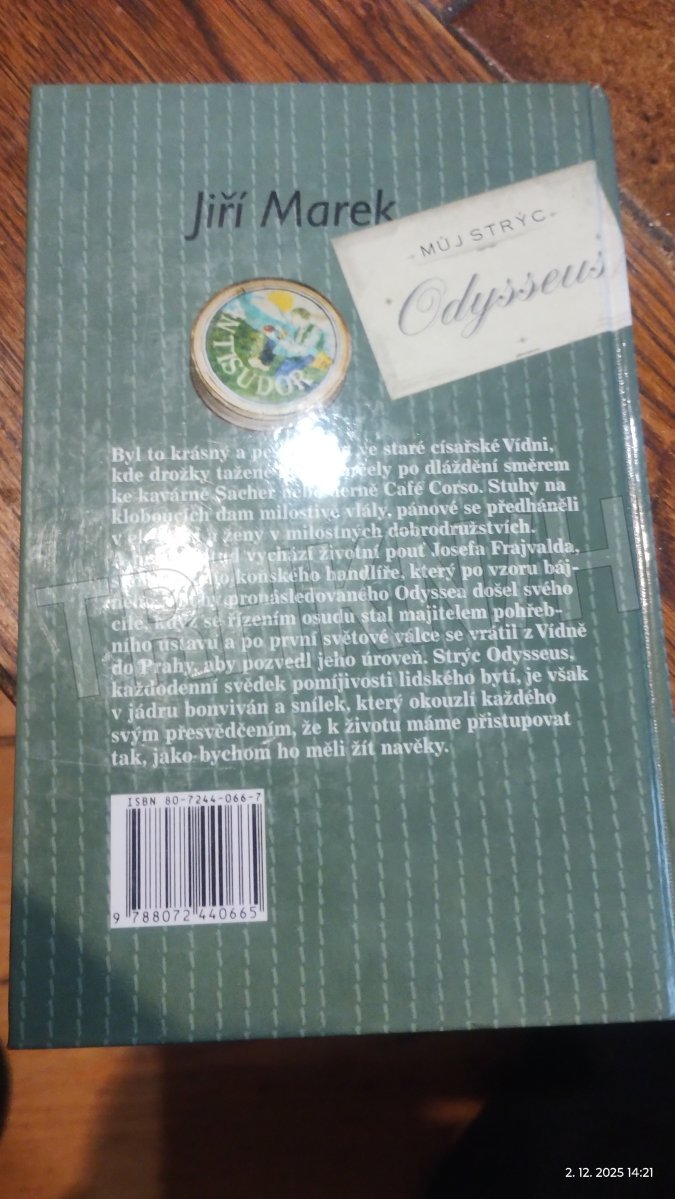 Jiří Marek
MŮJ STRÝC
Odysseus
NTISUDOR
Byl to krásný a ve staré císařské Vídni,
kde drožky tažené po dláždění směrem
ke kavárně Sacher Café Corso. Stuhy na
kloboucích dam milostivě vlály, pánové se předháněli
v a ženy v milostných dobrodružstvích.
vychází životní pouť Josefa Frajvalda,
koňského handlíře, který po vzoru báj-
pronásledovaného Odyssea došel svého
cíle, když se řízením osudu stal majitelem pohřeb-
ního ústavu a po první světové válce se vrátil z Vídně
do Prahy, aby pozvedl jeho úroveň. Strýc Odysseus,
každodenní svědek pomíjivosti lidského bytí, je však
v jádru bonviván a snílek, který okouzlí každého
svým přesvědčením, že k životu máme přistupovat
tak, jako bychom ho měli žít navěky.
ISBN 80-7244-066-7
9 788072 440665
2. 12. 2025 14:21